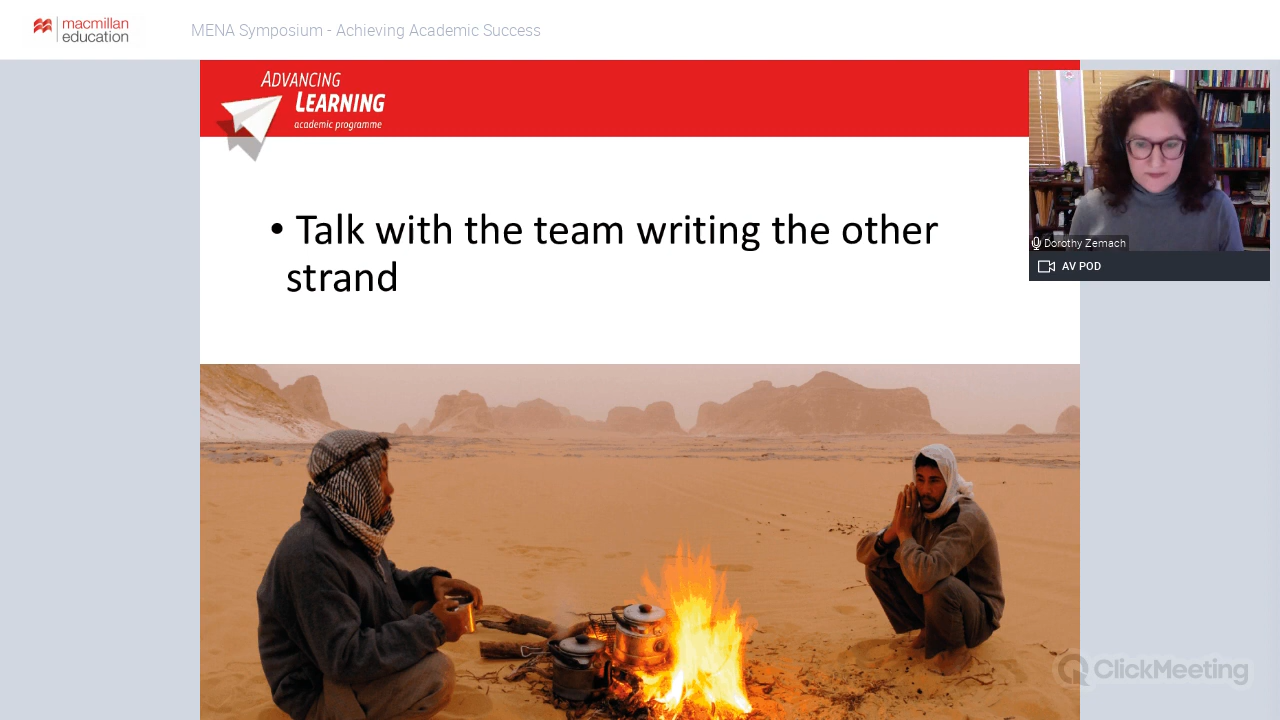 macmillan
education
MENA Symposium - Achieving Academic Success
ADVANCING
LEARNING
academic programme
• Talk with the team writing the other
strand
Dorothy Zemach
AV POD
ClickMeeting